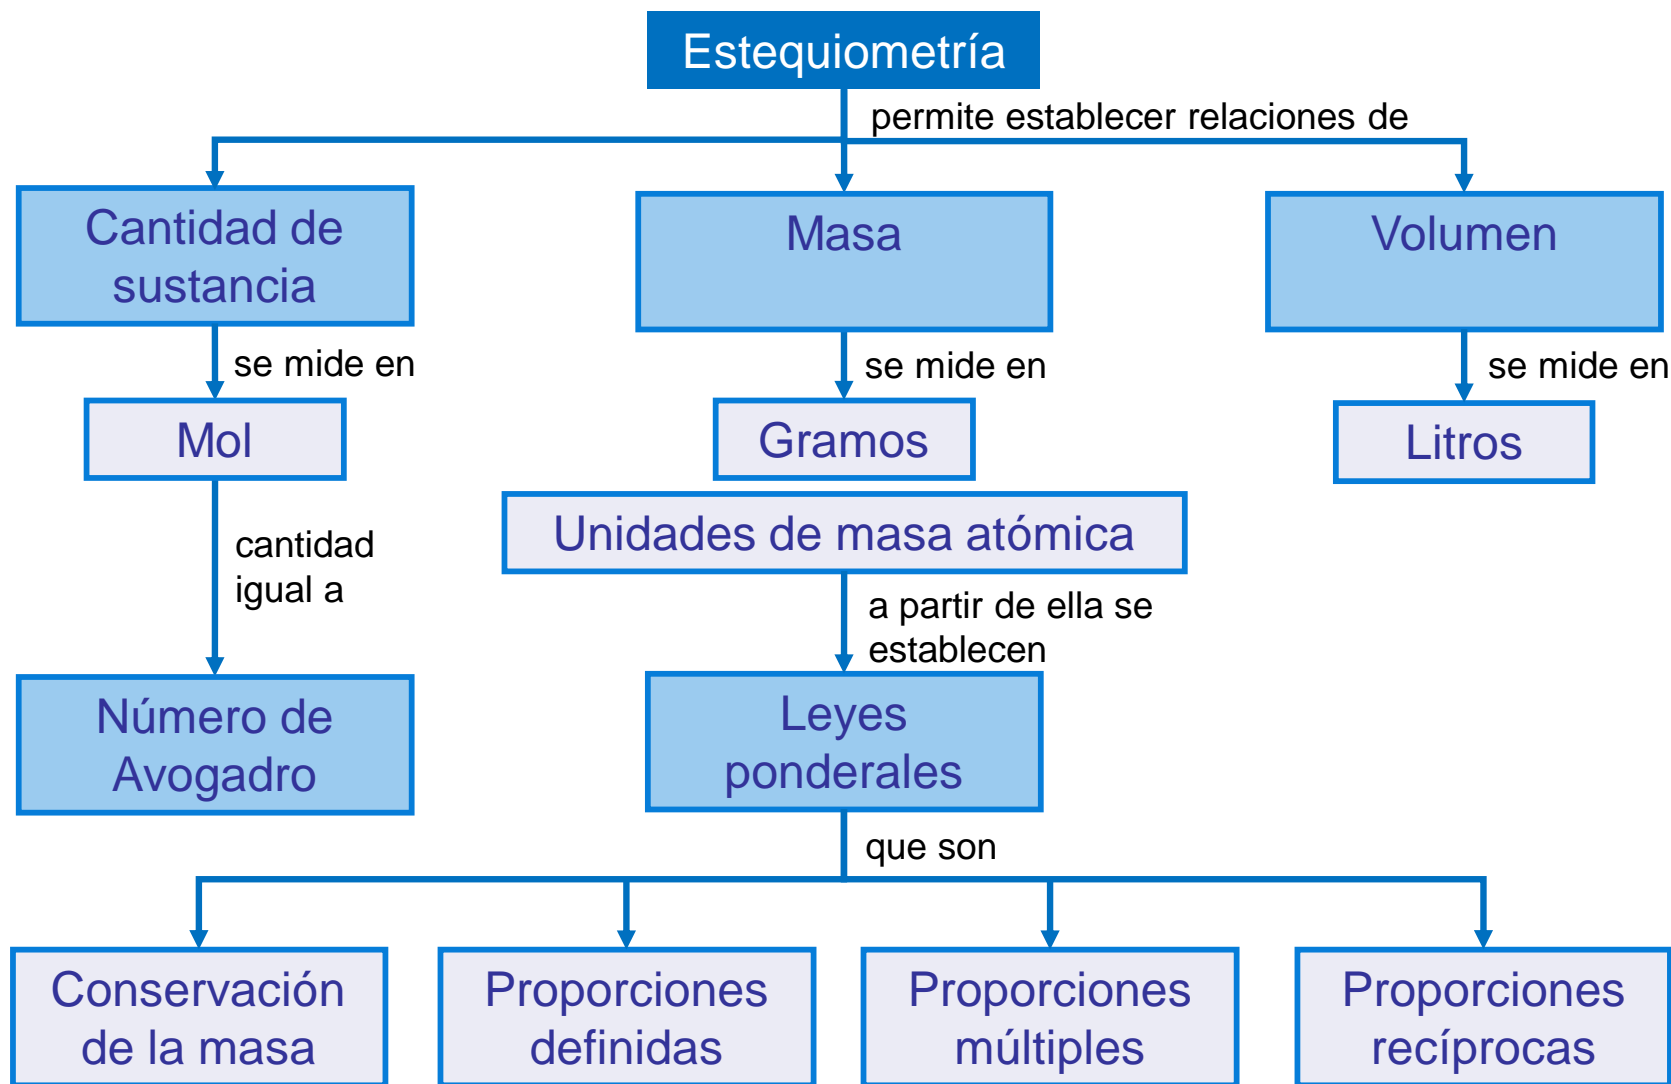 Estequiometría
permite establecer relaciones de
Cantidad de
sustancia
Masa
Volumen
se mide en
se mide en
se mide en
Mol
Gramos
Litros
Unidades de masa atómica
cantidad
igual a
a partir de ella se
establecen
Número de
Avogadro
Leyes
ponderales
que son
Conservación
de la masa
Proporciones
definidas
Proporciones
múltiples
Proporciones
recíprocas